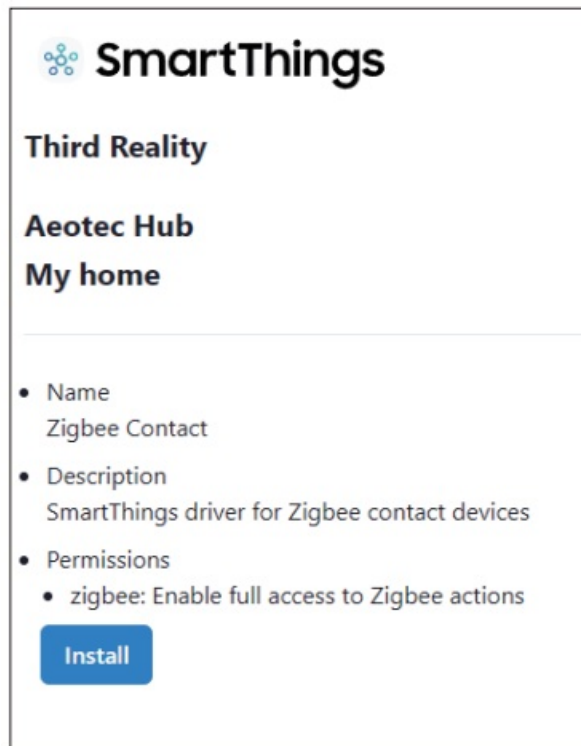 SmartThings
Third Reality
Aeotec Hub
My home
Name
Zigbee Contact
Description
SmartThings driver for Zigbee contact devices
Permissions
zigbee: Enable full access to Zigbee actions
Install